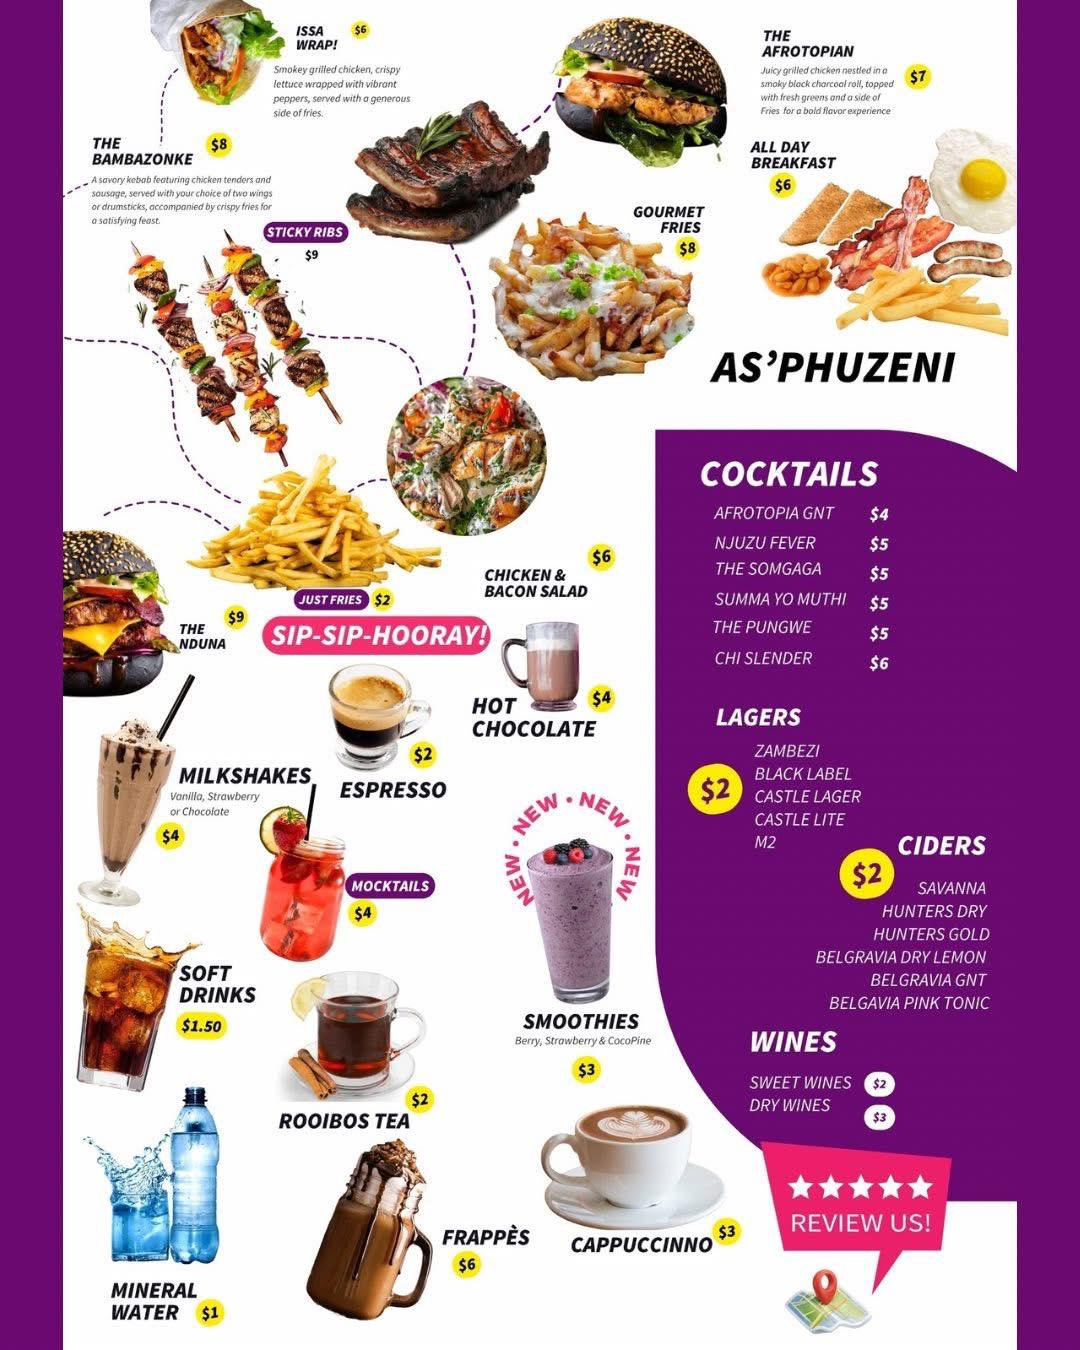 ISSA
WRAP!
$6
Smokey grilled chicken, crispy
lettuce wrapped with vibrant
peppers, served with a generous
side of fries.
THE
AFROTOPIAN
Juicy grilled chicken nestled in a
smoky black charcoal roll, topped
with fresh greens and a side of
Fries for a bold flavor experience
$7
THE
BAMBAZONKE
$8
A savory kebab featuring chicken tenders and
sausage, served with your choice of two wings
or drumsticks, accompanied by crispy fries for
a satisfying feast.
ALL DAY
BREAKFAST
$6
STICKY RIBS
$9
GOURMET
FRIES
$8
AS’PHUZENI
CHICKEN &
BACON SALAD
$6
JUST FRIES
$2
THE
NDUNA
$9
SIP-SIP-HOORAY!
HOT
CHOCOLATE
$4
MILKSHAKES
Vanilla, Strawberry
or Chocolate
$4
$2
ESPRESSO
MOCKTAILS
$4
NEW • NEW • NEW • NEW
SMOOTHIES
Berry, Strawberry & CocoPine
$3
SOFT
DRINKS
$1.50
$2
ROOIBOS TEA
MINERAL
WATER
$1
FRAPPÈS
$6
CAPPUCCINNO
$3
COCKTAILS
AFROTOPIA GNT $4
NJUZU FEVER $5
THE SOMGAGA $5
SUMMA YO MUTHI $5
THE PUNGWE $5
CHI SLENDER $6
LAGERS
$2
ZAMBEZI
BLACK LABEL
CASTLE LAGER
CASTLE LITE
M2
CIDERS
$2
SAVANNA
HUNTERS DRY
HUNTERS GOLD
BELGRAVIA DRY LEMON
BELGRAVIA GNT
BELGAVIA PINK TONIC
WINES
SWEET WINES $2
DRY WINES $3
REVIEW US!